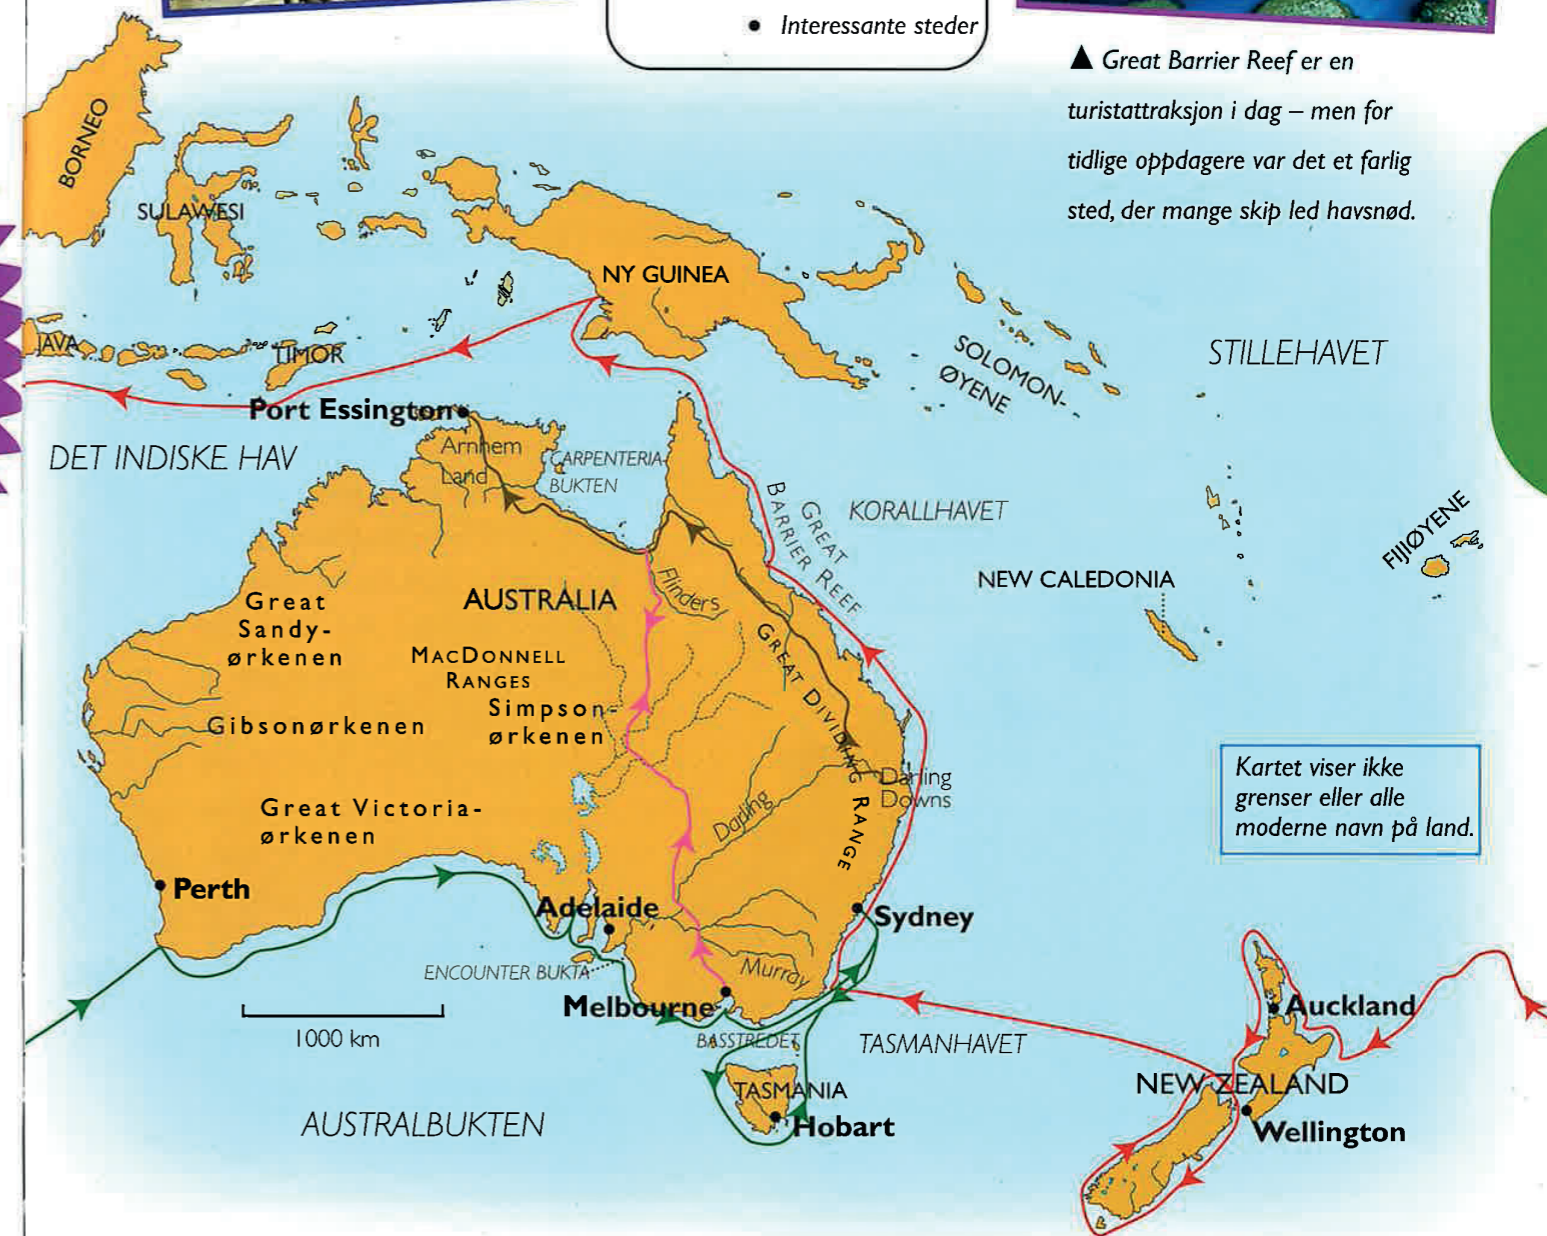 • Interessante steder
▲ Great Barrier Reef er en
turistattraksjon i dag – men for
tidlige oppdagere var det et farlig
sted, der mange skip led havsnød.
BORNEO
SULAWESI
NY GUINEA
JAVA
TIMOR
SOLOMON-
ØYENE
STILLEHAVET
Port Essington
DET INDISKE HAV
Arnhem
Land
CARPENTERIA-
BUKTEN
GREAT
BARRIER REEF
KORALLHAVET
FIJIØYENE
NEW CALEDONIA
Flinders
AUSTRALIA
Great
Sandy-
ørkenen
MACDONNELL
RANGES
GREAT DIVIDING RANGE
Simpson-
ørkenen
Gibsonørkenen
Darling
Downs
Kartet viser ikke
grenser eller alle
moderne navn på land.
Great Victoria-
ørkenen
Darling
Perth
Adelaide
Sydney
ENCOUNTER BUKTA
Murray
Melbourne
1000 km
BASSTREDET
TASMANHAVET
Auckland
TASMANIA
NEW ZEALAND
AUSTRALBUKTEN
Hobart
Wellington